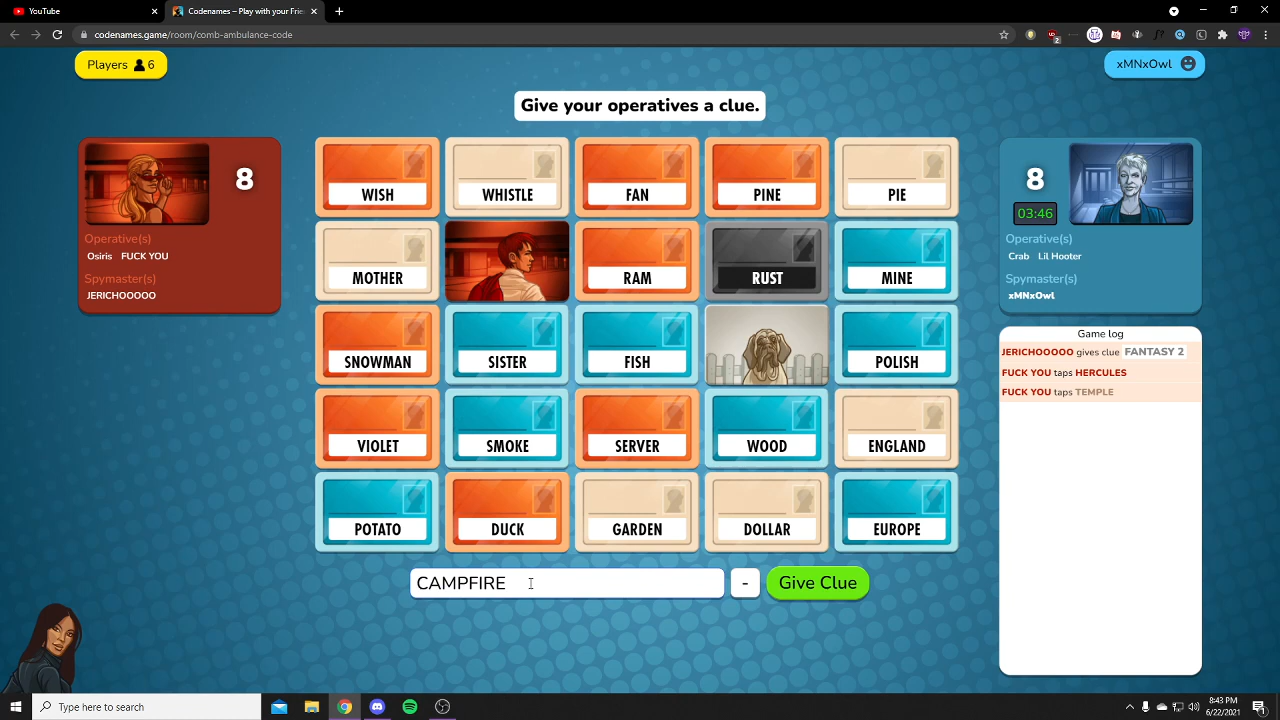 YouTube
Codenames – Play with your Frie
codenames.game/room/comb-ambulance-code
2
Players 6
xMNxOwl
Give your operatives a clue.
8
Operative(s)
Osiris FUCK YOU
Spymaster(s)
JERICHOOOOO
8
03:46
Operative(s)
Crab Lil Hooter
Spymaster(s)
xMNxOwl
WISH WHISTLE FAN PINE PIE
MOTHER RAM RUST MINE
SNOWMAN SISTER FISH POLISH
VIOLET SMOKE SERVER WOOD ENGLAND
POTATO DUCK GARDEN DOLLAR EUROPE
Game log
JERICHOOOOO gives clue FANTASY 2
FUCK YOU taps HERCULES
FUCK YOU taps TEMPLE
CAMPFIRE - Give Clue
Type here to search
8:43 PM
6/22/2021